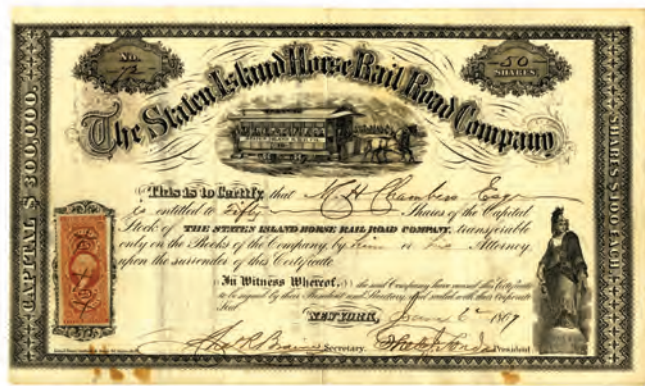 No.
50
SHARES
The Staten Island Horse Rail Road Company
CAPITAL $ 300,000.
SHARES $ 100 EACH.
This is to Certify, that M H Chambers Esqr
is entitled to Fifty Shares of the Capital
Stock of THE STATEN ISLAND HORSE RAIL ROAD COMPANY, transferable
only on the Books of the Company by him or his Attorney
upon the surrender of this Certificate.
In Witness Whereof, the said Company have caused this Certificate
to be signed by their President and Secretary, and sealed with their Corporate
Seal.
NEW YORK, 1867
Secretary.
President